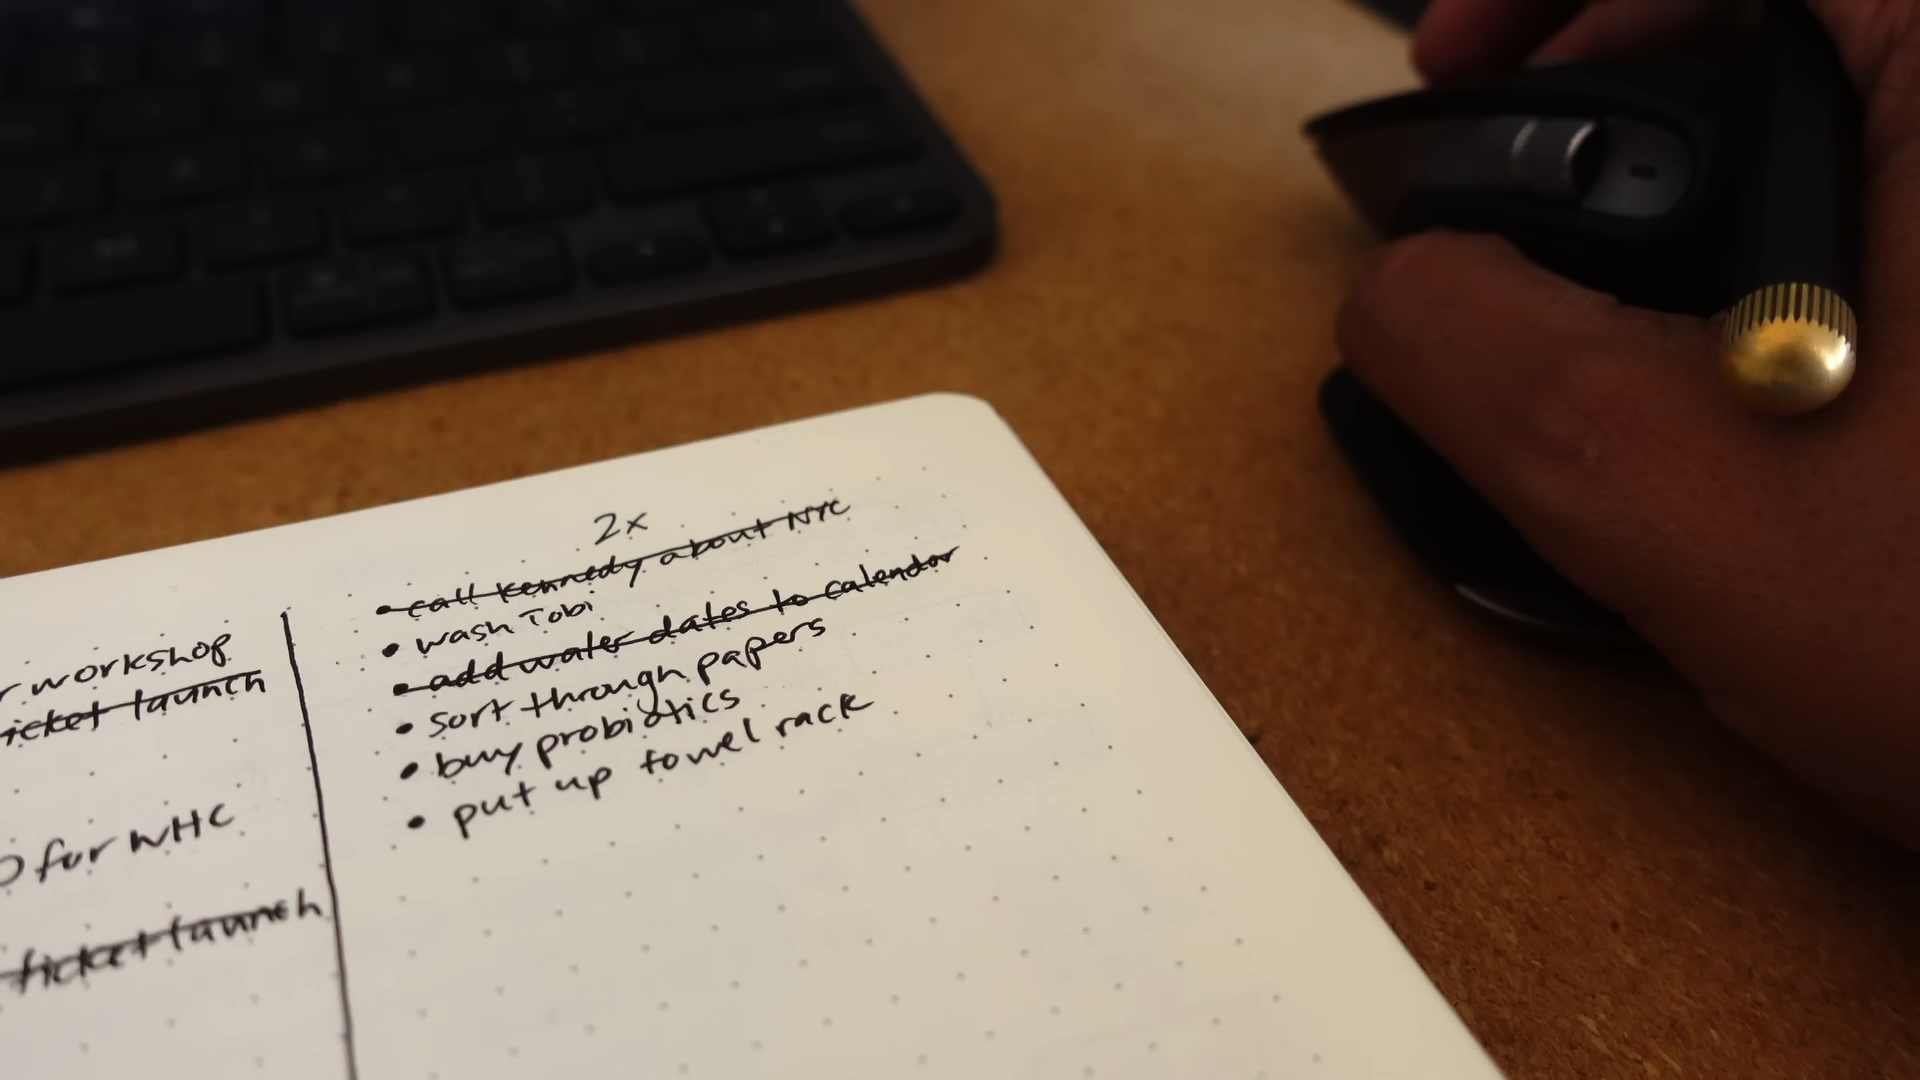 r workshop
icket launch
for WHC
ticket launch
2x
• call Kennedy about NYC
• wash Tobi
• add water dates to calendar
• sort through papers
• buy probiotics
• put up towel rack